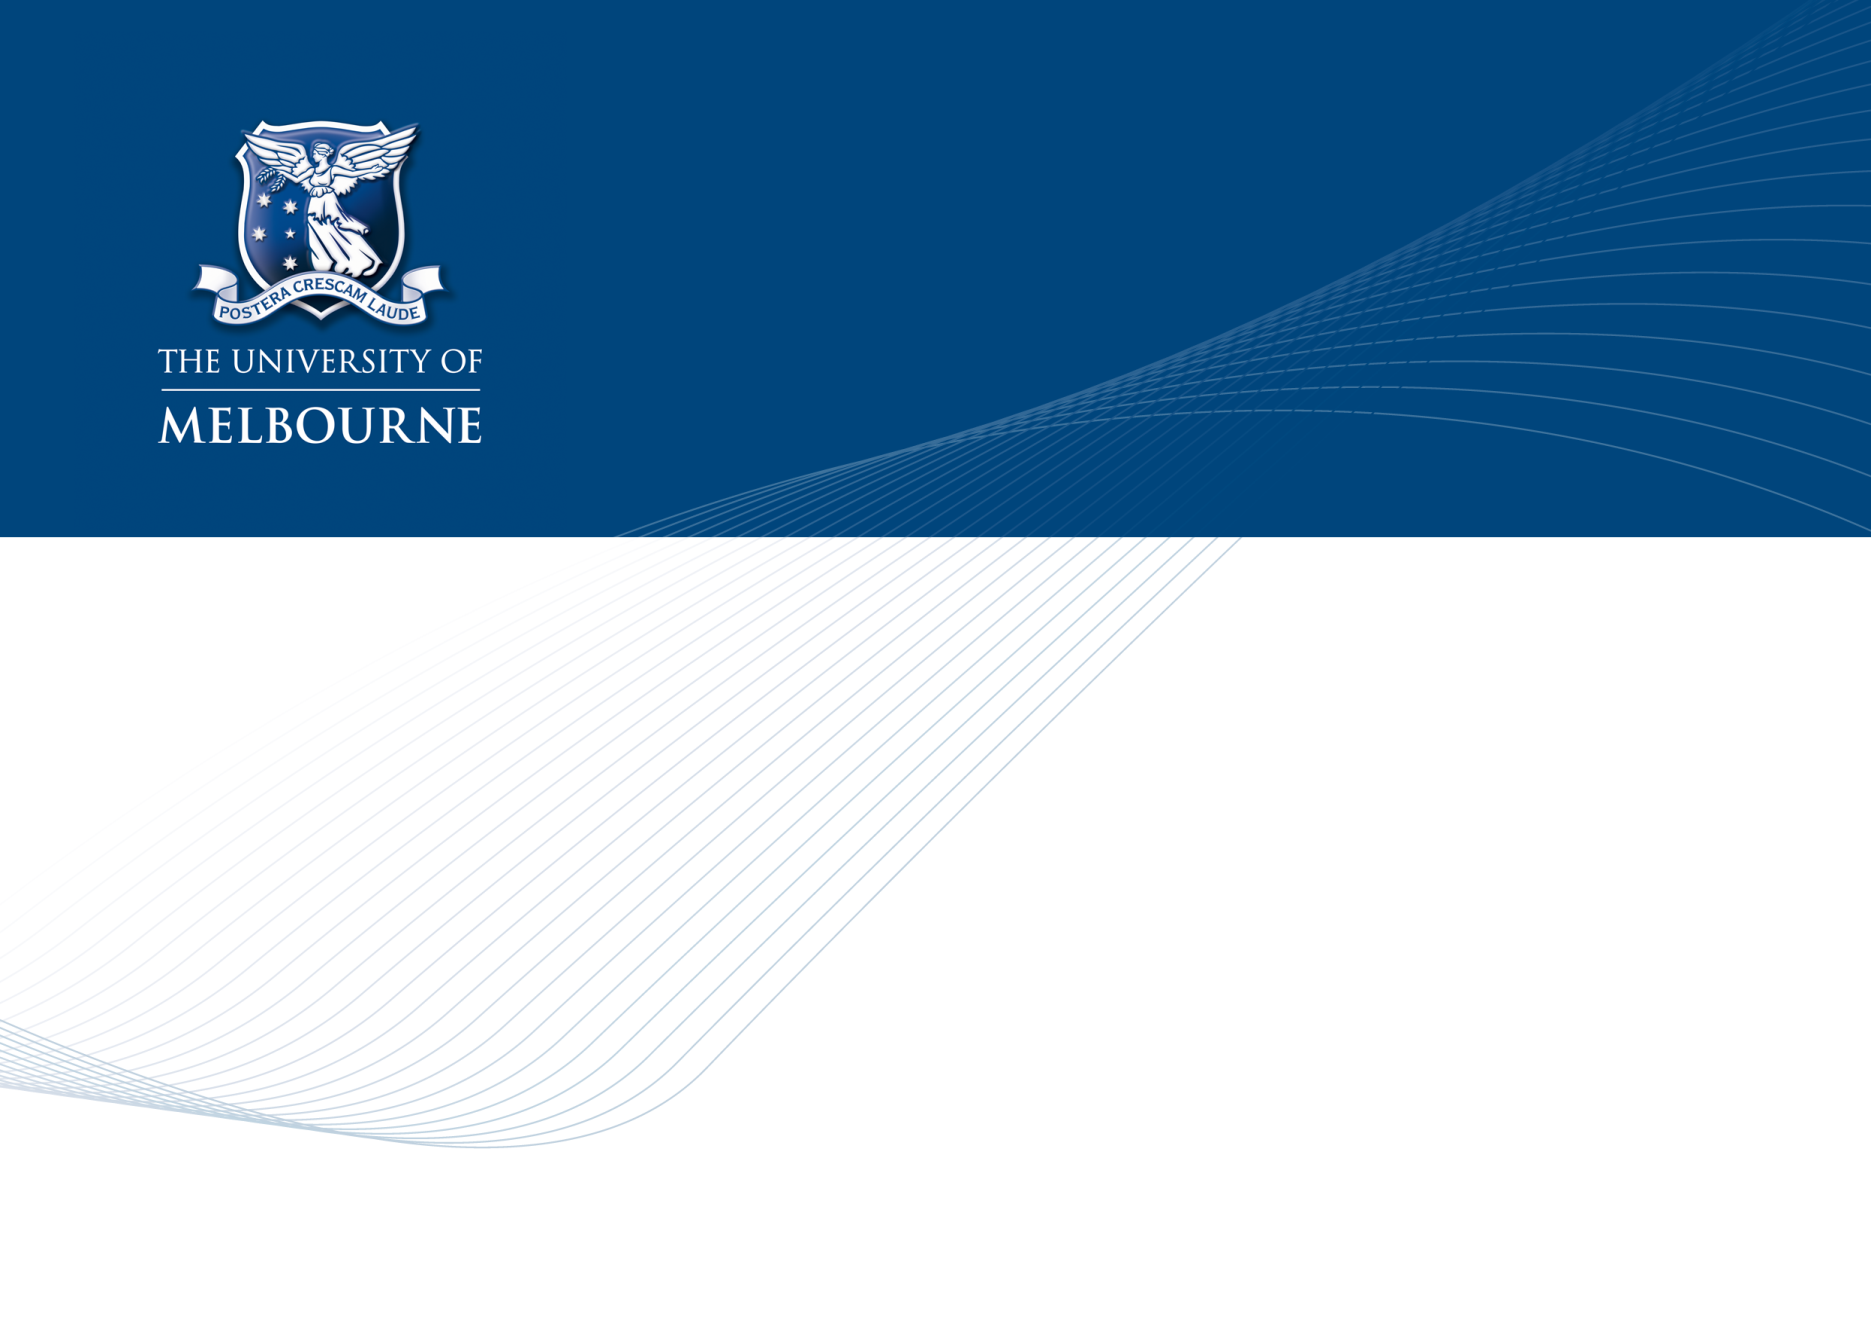 POSTERA CRESCAM LAUDE
THE UNIVERSITY OF
MELBOURNE